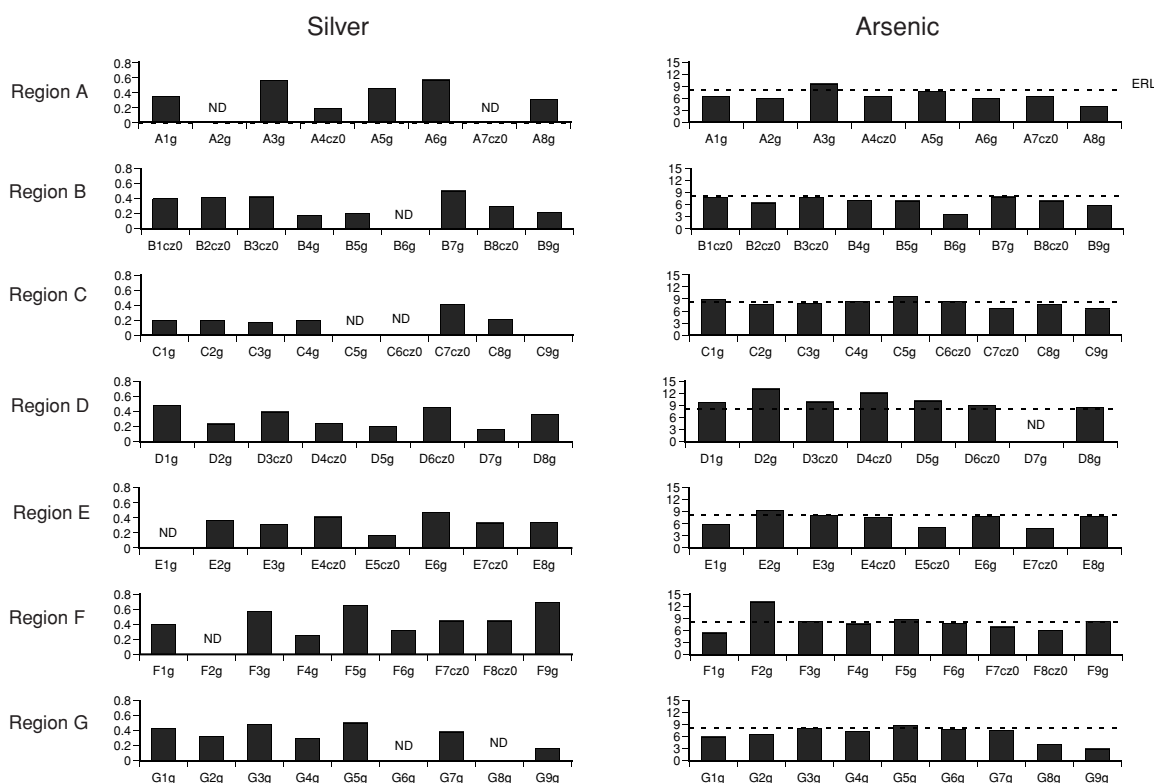 Silver
Arsenic
Region A
0.8
0.6
0.4
0.2
0
ND
ND
A1g A2g A3g A4cz0 A5g A6g A7cz0 A8g
15
12
9
6
3
0
ERL
A1g A2g A3g A4cz0 A5g A6g A7cz0 A8g
Region B
0.8
0.6
0.4
0.2
0
ND
B1cz0 B2cz0 B3cz0 B4g B5g B6g B7g B8cz0 B9g
15
12
9
6
3
0
B1cz0 B2cz0 B3cz0 B4g B5g B6g B7g B8cz0 B9g
Region C
0.8
0.6
0.4
0.2
0
ND
ND
C1g C2g C3g C4g C5g C6cz0 C7cz0 C8g C9g
15
12
9
6
3
0
C1g C2g C3g C4g C5g C6cz0 C7cz0 C8g C9g
Region D
0.8
0.6
0.4
0.2
0
D1g D2g D3cz0 D4cz0 D5g D6cz0 D7g D8g
15
12
9
6
3
0
ND
D1g D2g D3cz0 D4cz0 D5g D6cz0 D7g D8g
Region E
0.8
0.6
0.4
0.2
0
ND
E1g E2g E3g E4cz0 E5cz0 E6g E7cz0 E8g
15
12
9
6
3
0
E1g E2g E3g E4cz0 E5cz0 E6g E7cz0 E8g
Region F
0.8
0.6
0.4
0.2
0
ND
F1g F2g F3g F4g F5g F6g F7cz0 F8cz0 F9g
15
12
9
6
3
0
F1g F2g F3g F4g F5g F6g F7cz0 F8cz0 F9g
Region G
0.8
0.6
0.4
0.2
0
ND
ND
G1g G2g G3g G4g G5g G6g G7g G8g G9g
15
12
9
6
3
0
G1g G2g G3g G4g G5g G6g G7g G8g G9g